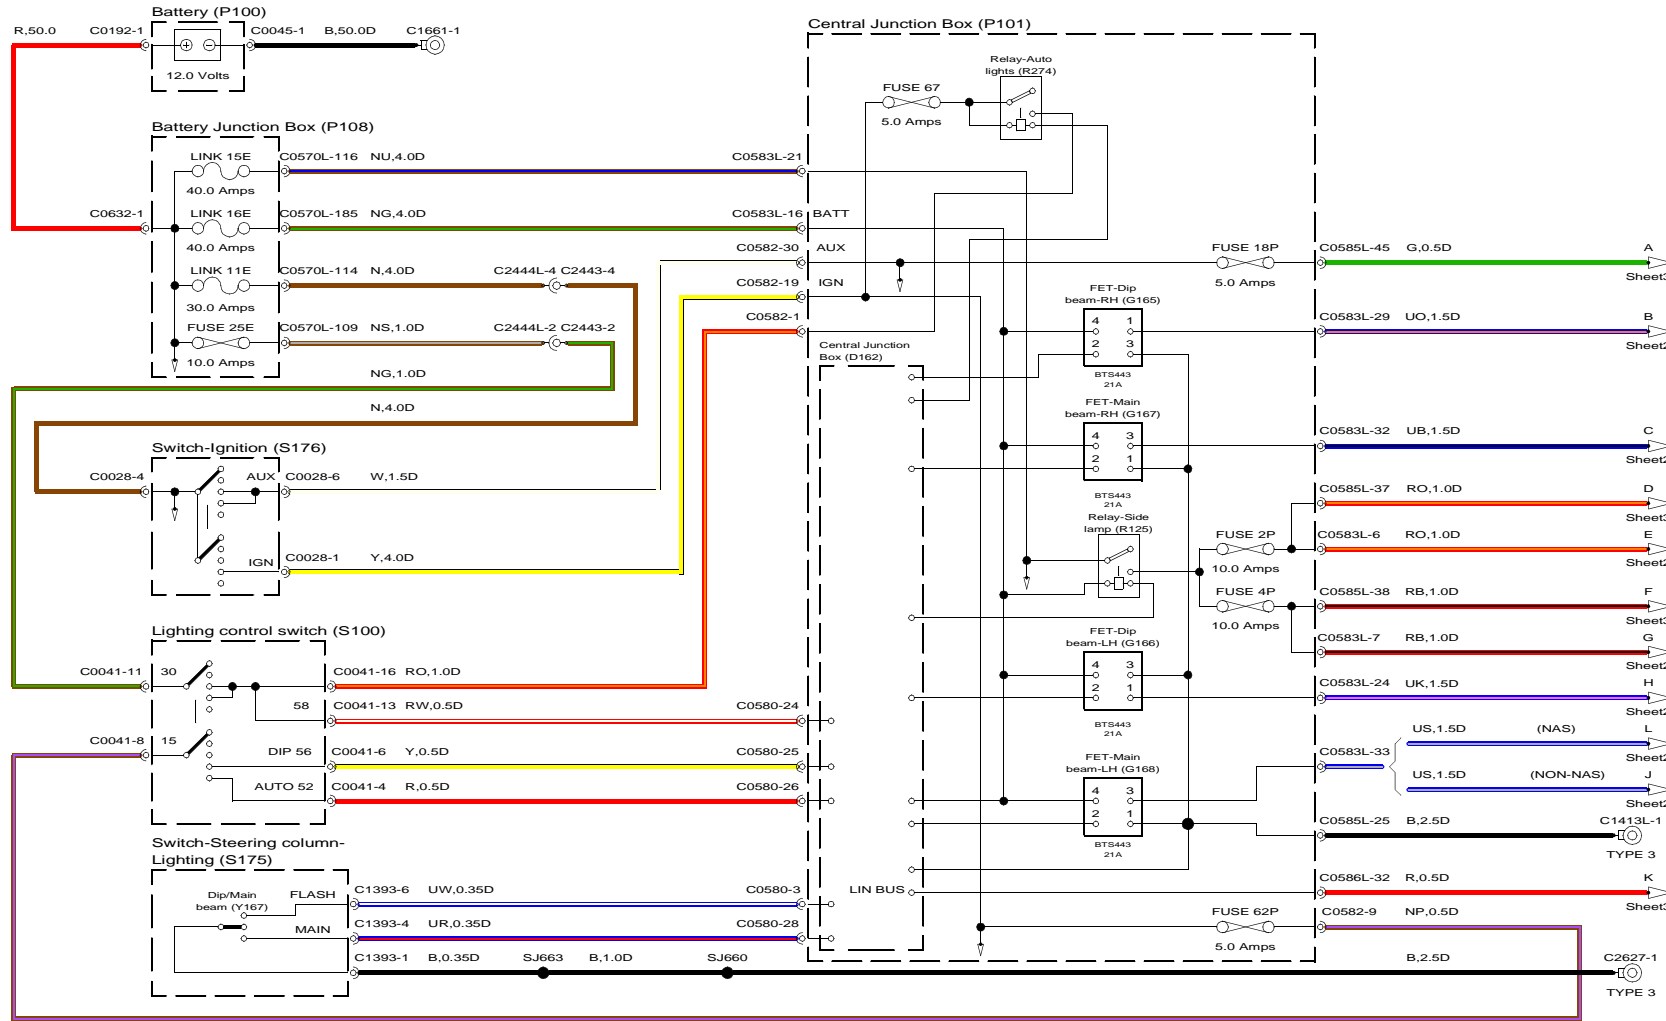 Battery (P100)
R,50.0 C0192-1 C0045-1 B,50.0D C1661-1
12.0 Volts
Battery Junction Box (P108)
LINK 15E C0570L-116 NU,4.0D C0583L-21
40.0 Amps
C0632-1 LINK 16E C0570L-185 NG,4.0D C0583L-16 BATT
40.0 Amps
C0582-30 AUX
LINK 11E C0570L-114 N,4.0D C2444L-4 C2443-4 C0582-19 IGN
30.0 Amps
C0582-1
FUSE 25E C0570L-109 NS,1.0D C2444L-2 C2443-2
10.0 Amps
NG,1.0D
N,4.0D
Switch-Ignition (S176)
C0028-4 AUX C0028-6 W,1.5D
IGN C0028-1 Y,4.0D
Lighting control switch (S100)
C0041-11 30 C0041-16 RO,1.0D
58 C0041-13 RW,0.5D C0580-24
C0041-8 15 DIP 56 C0041-6 Y,0.5D C0580-25
AUTO 52 C0041-4 R,0.5D C0580-26
Switch-Steering column-
Lighting (S175)
Dip/Main
beam (Y167)
FLASH C1393-6 UW,0.35D C0580-3
MAIN C1393-4 UR,0.35D C0580-28
C1393-1 B,0.35D SJ663 B,1.0D SJ660
Central Junction Box (P101)
Relay-Auto
lights (R274)
FUSE 67
5.0 Amps
FUSE 18P C0585L-45 G,0.5D A
5.0 Amps Sheet3
FET-Dip
beam-RH (G165)
4 1 C0583L-29 UO,1.5D B
2 3 Sheet2
BTS443
21A
Central Junction
Box (D162)
FET-Main
beam-RH (G167)
4 3 C0583L-32 UB,1.5D C
2 1 Sheet2
BTS443
21A
Relay-Side
lamp (R125)
C0585L-37 RO,1.0D D
Sheet3
FUSE 2P C0583L-6 RO,1.0D E
10.0 Amps Sheet2
FUSE 4P C0585L-38 RB,1.0D F
10.0 Amps Sheet3
C0583L-7 RB,1.0D G
Sheet2
FET-Dip
beam-LH (G166)
4 3
2 1 C0583L-24 UK,1.5D H
Sheet2
BTS443
21A
US,1.5D (NAS) L
Sheet2
C0583L-33
FET-Main
beam-LH (G168)
US,1.5D (NON-NAS) J
Sheet2
4 3
2 1
BTS443
21A
C0585L-25 B,2.5D C1413L-1
TYPE 3
LIN BUS C0586L-32 R,0.5D K
Sheet3
FUSE 62P C0582-9 NP,0.5D
5.0 Amps
B,2.5D C2627-1
TYPE 3